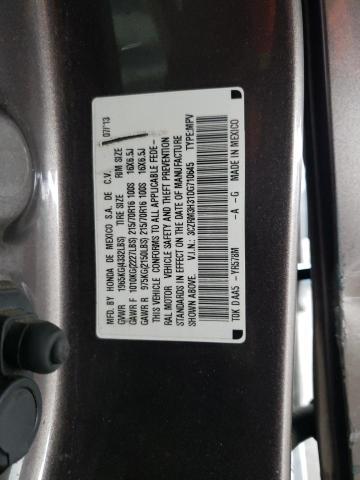 MFD. BY HONDA DE MEXICO S.A. DE C.V. 07/13
GVWR 1965KG(4332LBS) TIRE SIZE RIM SIZE
GAWR F 1010KG(2227LBS) 215/70R16 100S 16X6.5J
GAWR R 975KG(2150LBS) 215/70R16 100S 16X6.5J
THIS VEHICLE CONFORMS TO ALL APPLICABLE FEDE-
RAL MOTOR VEHICLE SAFETY AND THEFT PREVENTION
STANDARDS IN EFFECT ON THE DATE OF MANUFACTURE
SHOWN ABOVE. V.I.N.: 3CZRM3H31DG710645 TYPE:MPV
T0K D AA5 -YR578M -A -G MADE IN MEXICO